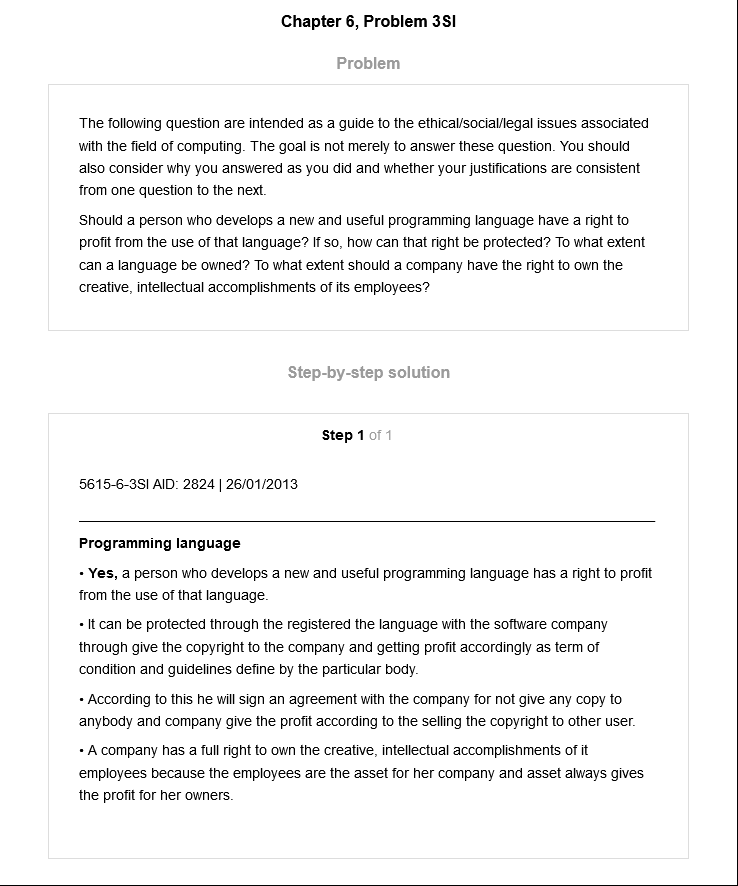 Chapter 6, Problem 3SI
Problem
The following question are intended as a guide to the ethical/social/legal issues associated
with the field of computing. The goal is not merely to answer these question. You should
also consider why you answered as you did and whether your justifications are consistent
from one question to the next.
Should a person who develops a new and useful programming language have a right to
profit from the use of that language? If so, how can that right be protected? To what extent
can a language be owned? To what extent should a company have the right to own the
creative, intellectual accomplishments of its employees?
Step-by-step solution
Step 1 of 1
5615-6-3SI AID: 2824 | 26/01/2013
Programming language
• Yes, a person who develops a new and useful programming language has a right to profit
from the use of that language.
• It can be protected through the registered the language with the software company
through give the copyright to the company and getting profit accordingly as term of
condition and guidelines define by the particular body.
• According to this he will sign an agreement with the company for not give any copy to
anybody and company give the profit according to the selling the copyright to other user.
• A company has a full right to own the creative, intellectual accomplishments of it
employees because the employees are the asset for her company and asset always gives
the profit for her owners.